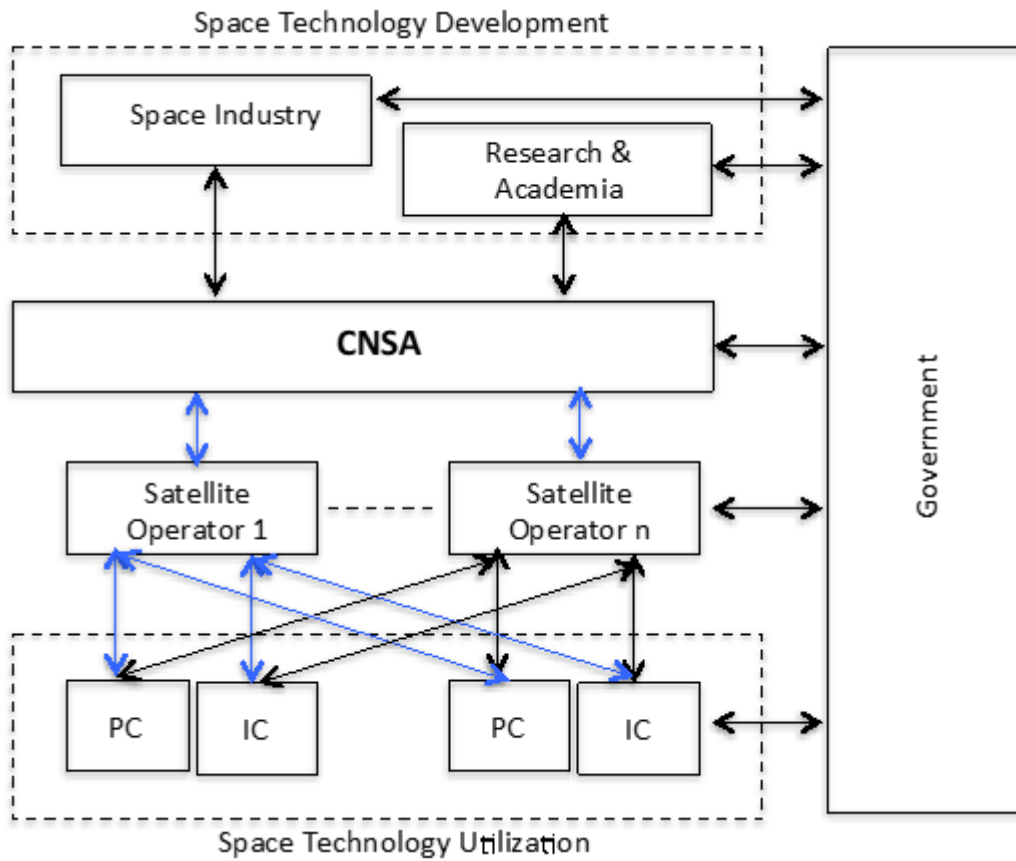 Space Technology Development
Space Industry
Research &
Academia
CNSA
Government
Satellite
Operator 1
Satellite
Operator n
PC
IC
PC
IC
Space Technology Utilization